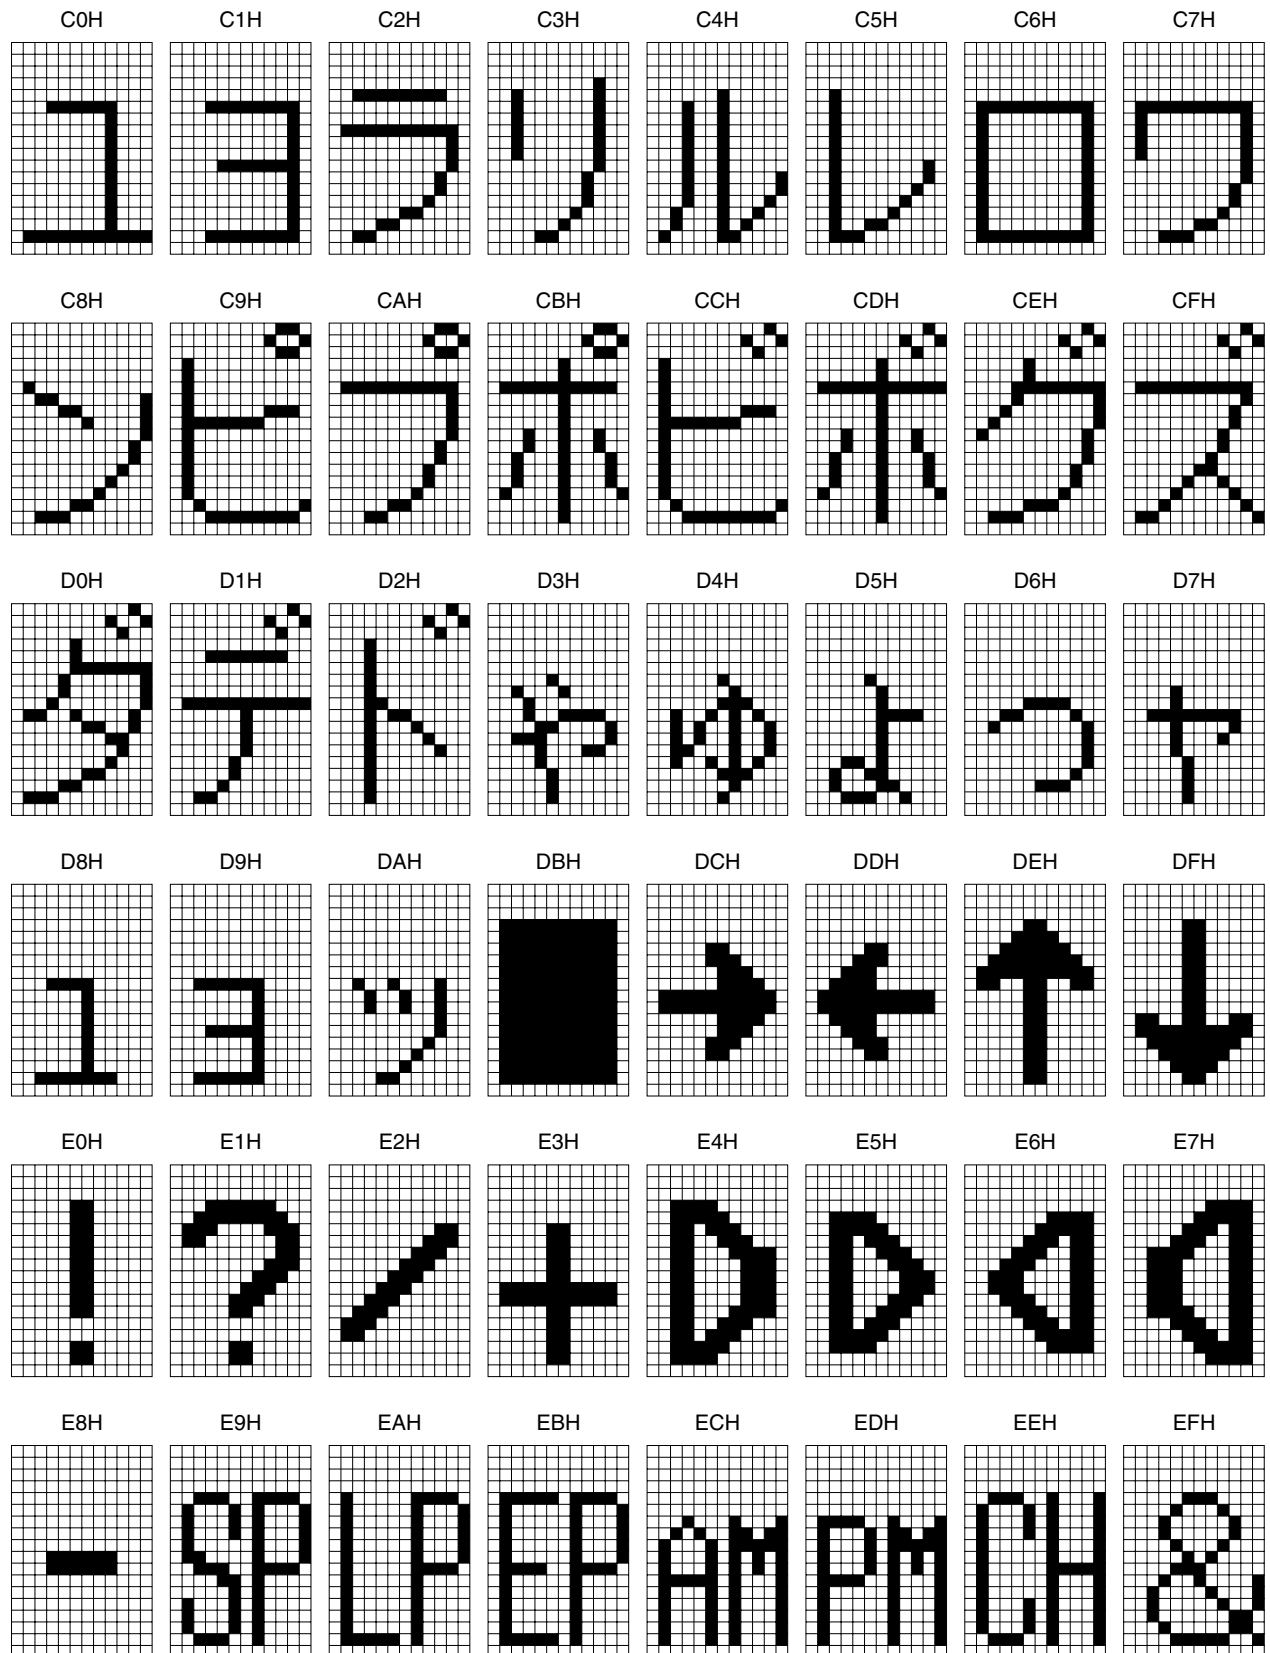 C0H C1H C2H C3H C4H C5H C6H C7H
ユ ヨ ラ リ ル レ ロ ワ
C8H C9H CAH CBH CCH CDH CEH CFH
ン ピ プ ポ ビ ボ グ ズ
D0H D1H D2H D3H D4H D5H D6H D7H
ダ デ ド ゃ ゅ ょ っ ャ
D8H D9H DAH DBH DCH DDH DEH DFH
ュ ョ ッ ■ → ← ↑ ↓
E0H E1H E2H E3H E4H E5H E6H E7H
! ? / + ▷ ▷ ◁ ◁
E8H E9H EAH EBH ECH EDH EEH EFH
- SP LP EP AM PM CH &